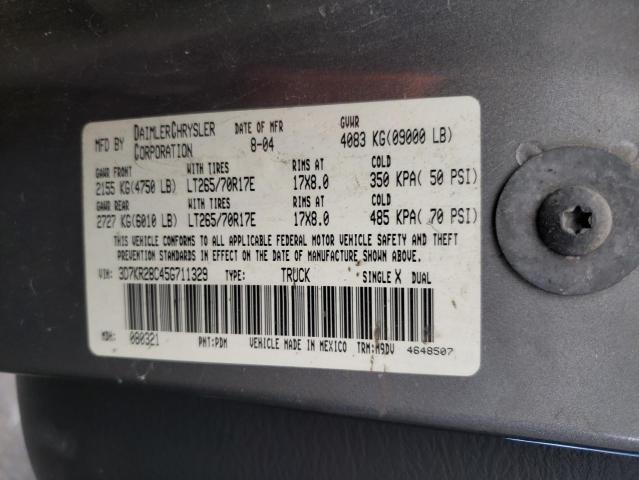 MFD BY DAIMLERCHRYSLER CORPORATION DATE OF MFR 8-04 GVWR 4083 KG(09000 LB)
GAWR FRONT WITH TIRES RIMS AT COLD
2155 KG(4750 LB) LT265/70R17E 17X8.0 350 KPA( 50 PSI)
GAWR REAR WITH TIRES RIMS AT COLD
2727 KG(6010 LB) LT265/70R17E 17X8.0 485 KPA( 70 PSI)
THIS VEHICLE CONFORMS TO ALL APPLICABLE FEDERAL MOTOR VEHICLE SAFETY AND THEFT
PREVENTION STANDARDS IN EFFECT ON THE DATE OF MANUFACTURE SHOWN ABOVE.
VIN: 3D7KR28C45G711329 TYPE: TRUCK SINGLE X DUAL
MDH: 080321 PNT:PDM VEHICLE MADE IN MEXICO TRM:M9DV 4648507